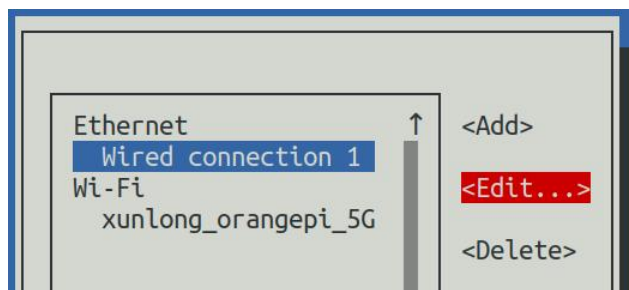 Ethernet ↑
Wired connection 1
Wi-Fi
xunlong_orangepi_5G
<Add>
<Edit...>
<Delete>